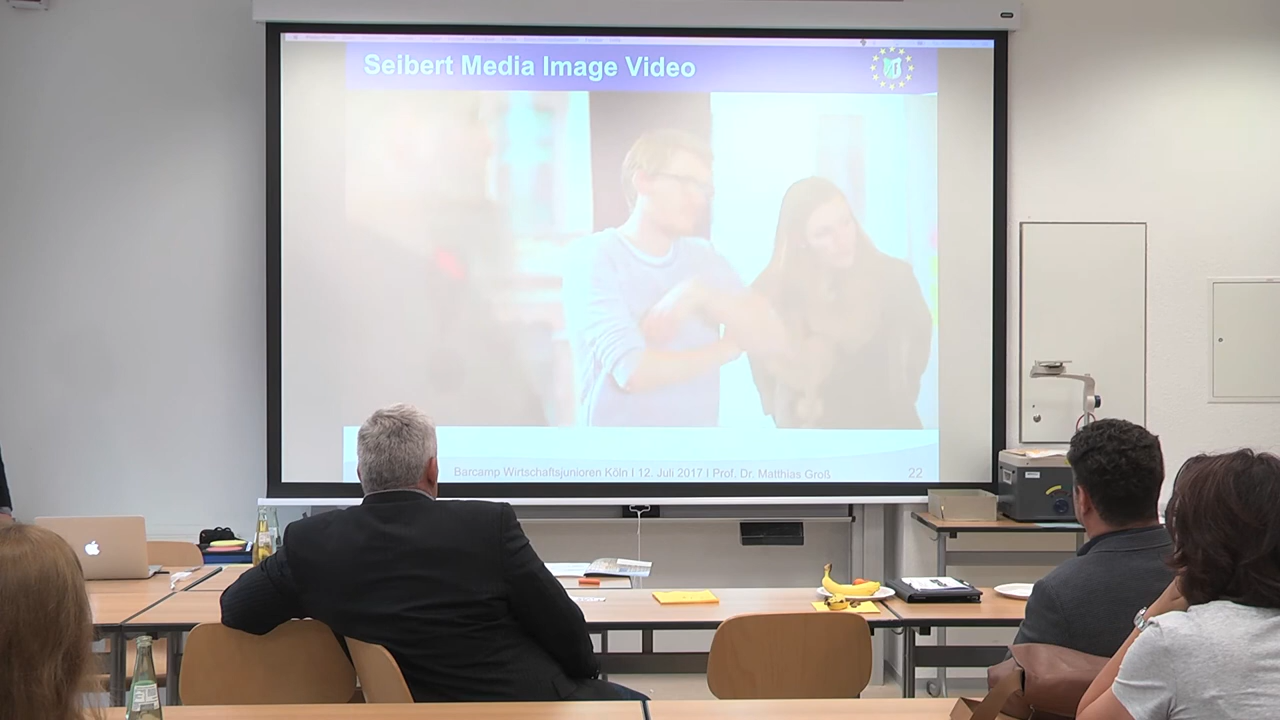 Seibert Media Image Video
Barcamp Wirtschaftsjunioren Köln I 12. Juli 2017 I Prof. Dr. Matthias Groß
22